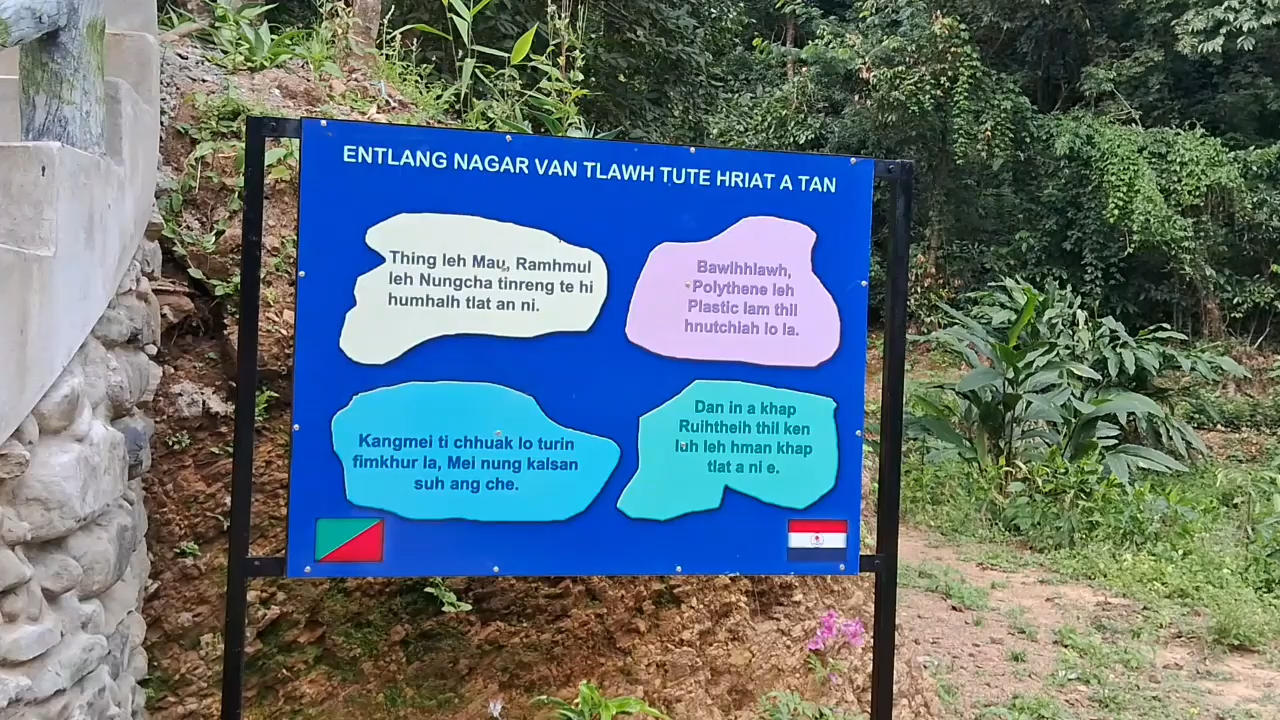 ENTLANG NAGAR VAN TLAWH TUTE HRIAT A TAN
Thing leh Mau, Ramhmul
leh Nungcha tinreng te hi
humhalh tlat an ni.
Bawlhhlawh,
Polythene leh
Plastic lam thil
hnutchiah lo la.
Kangmei ti chhuak lo turin
fimkhur la, Mei nung kalsan
suh ang che.
Dan in a khap
Ruihtheih thil ken
luh leh hman khap
tlat a ni e.